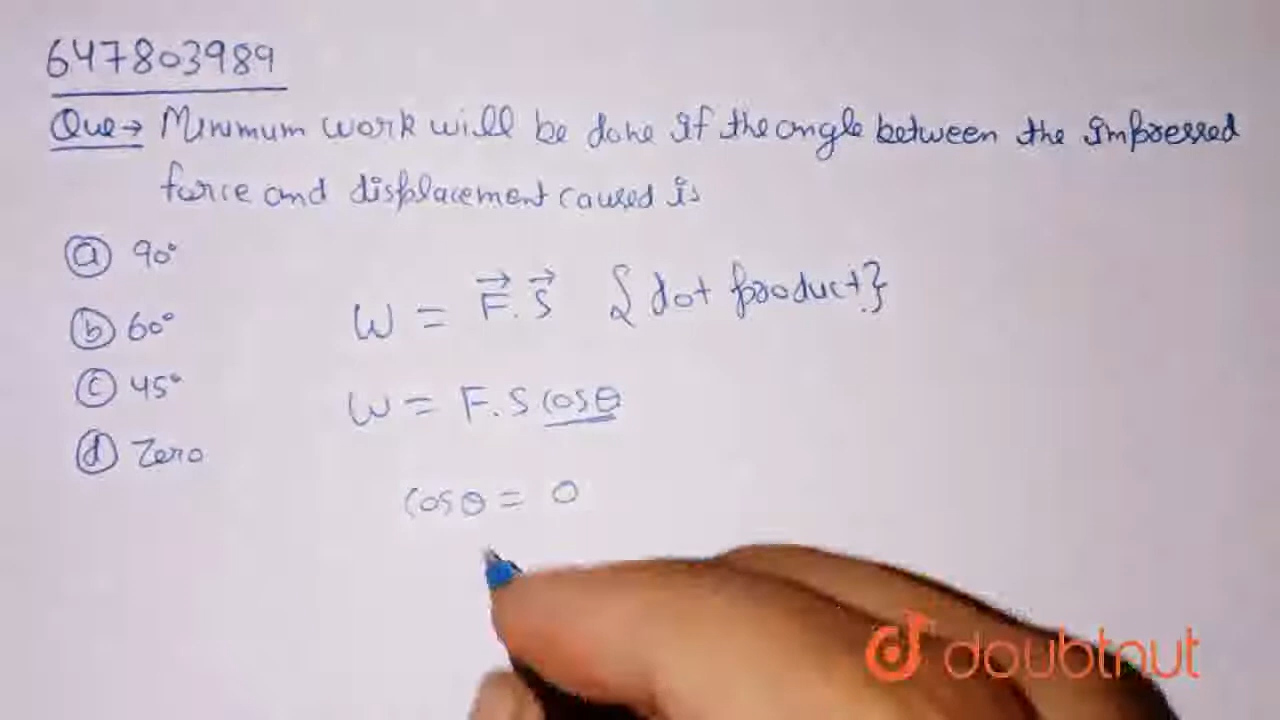 647803989
Que→ Minimum work will be done if the angle between the impressed
force and displacement caused is
(a) 90°
(b) 60°
(c) 45°
(d) Zero
W = F⃗.S⃗ {dot product}
W = F.S cosθ
cosθ = 0
doubtnut